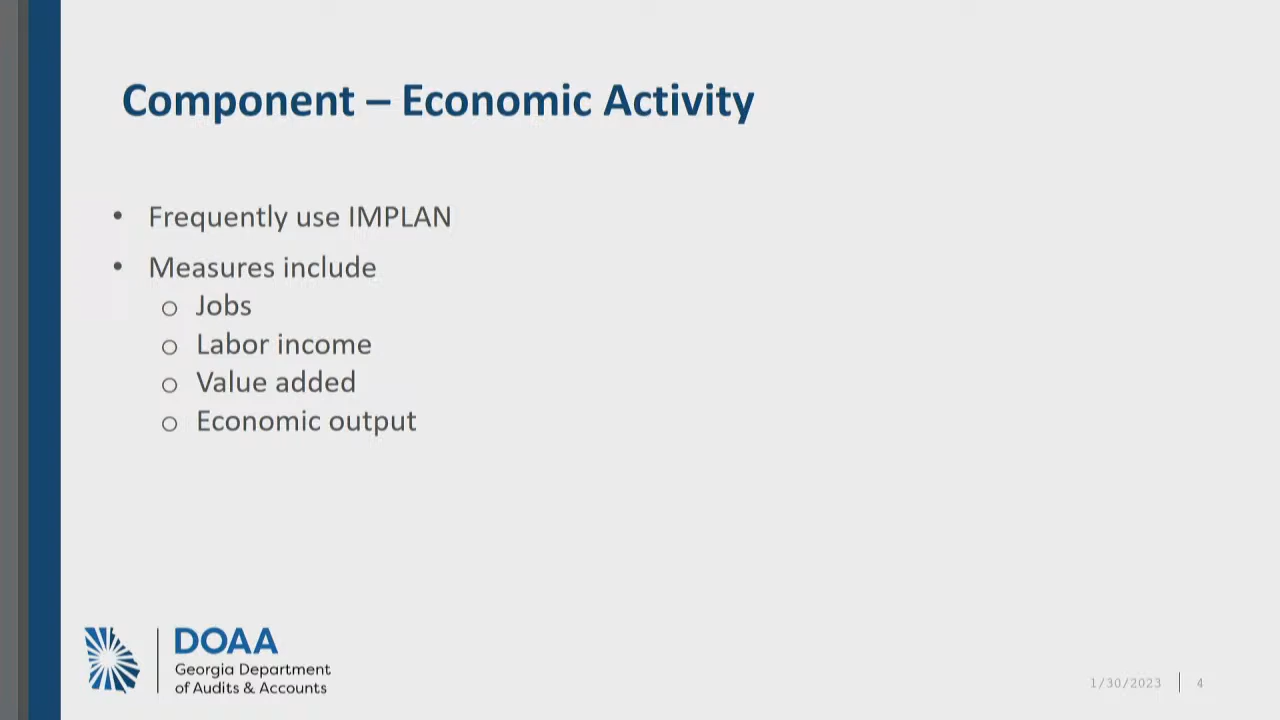 Component – Economic Activity
• Frequently use IMPLAN
• Measures include
o Jobs
o Labor income
o Value added
o Economic output
DOAA
Georgia Department
of Audits & Accounts
1/30/2023 | 4